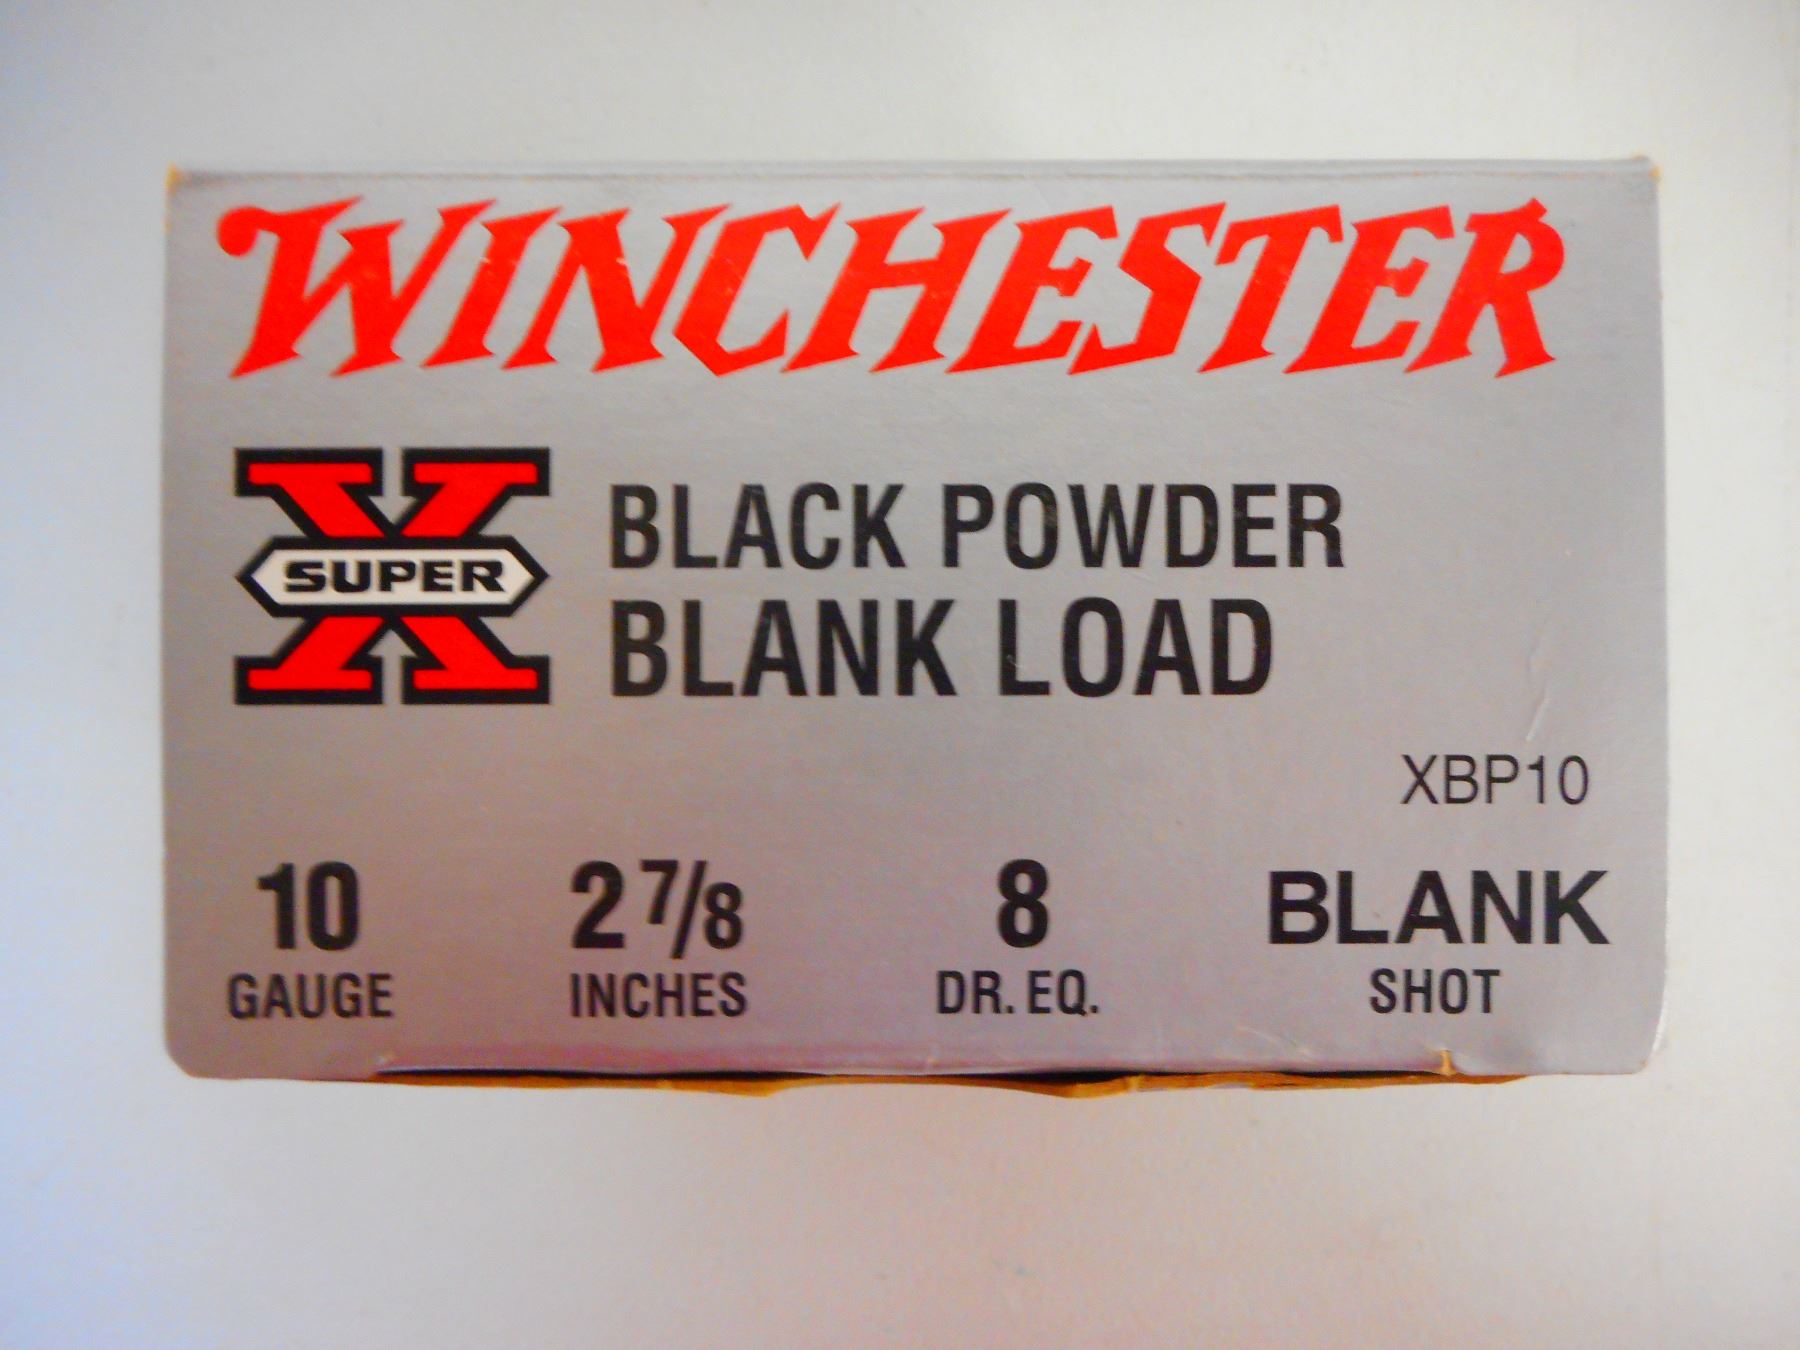 WINCHESTER
SUPER X
BLACK POWDER
BLANK LOAD
XBP10
10 2 7/8 8 BLANK
GAUGE INCHES DR. EQ. SHOT